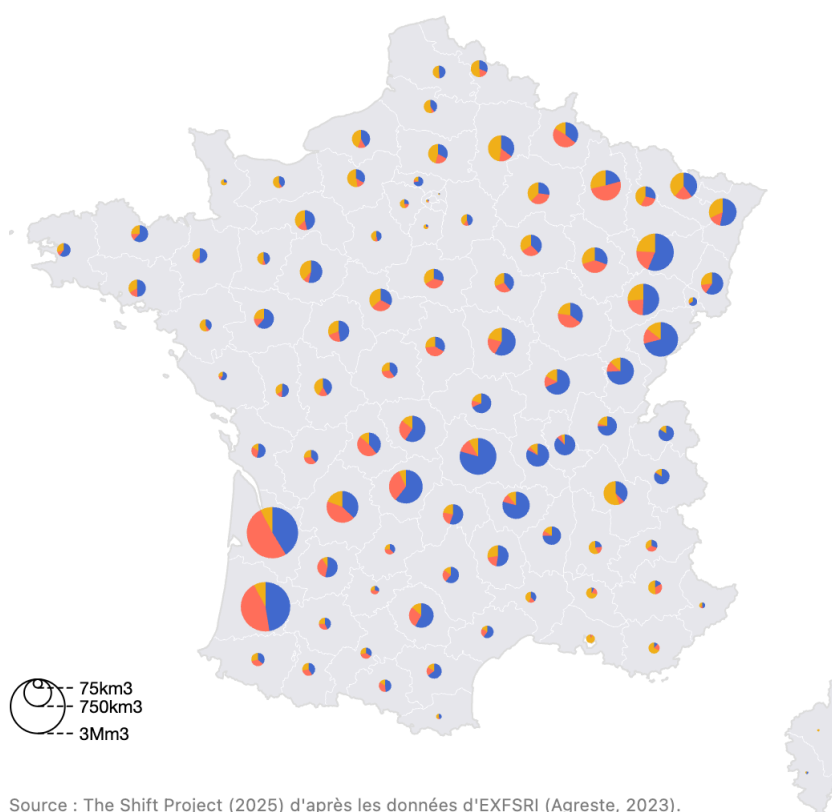 75km3
750km3
3Mm3
Source : The Shift Project (2025) d'après les données d'EXFSRI (Agreste, 2023).